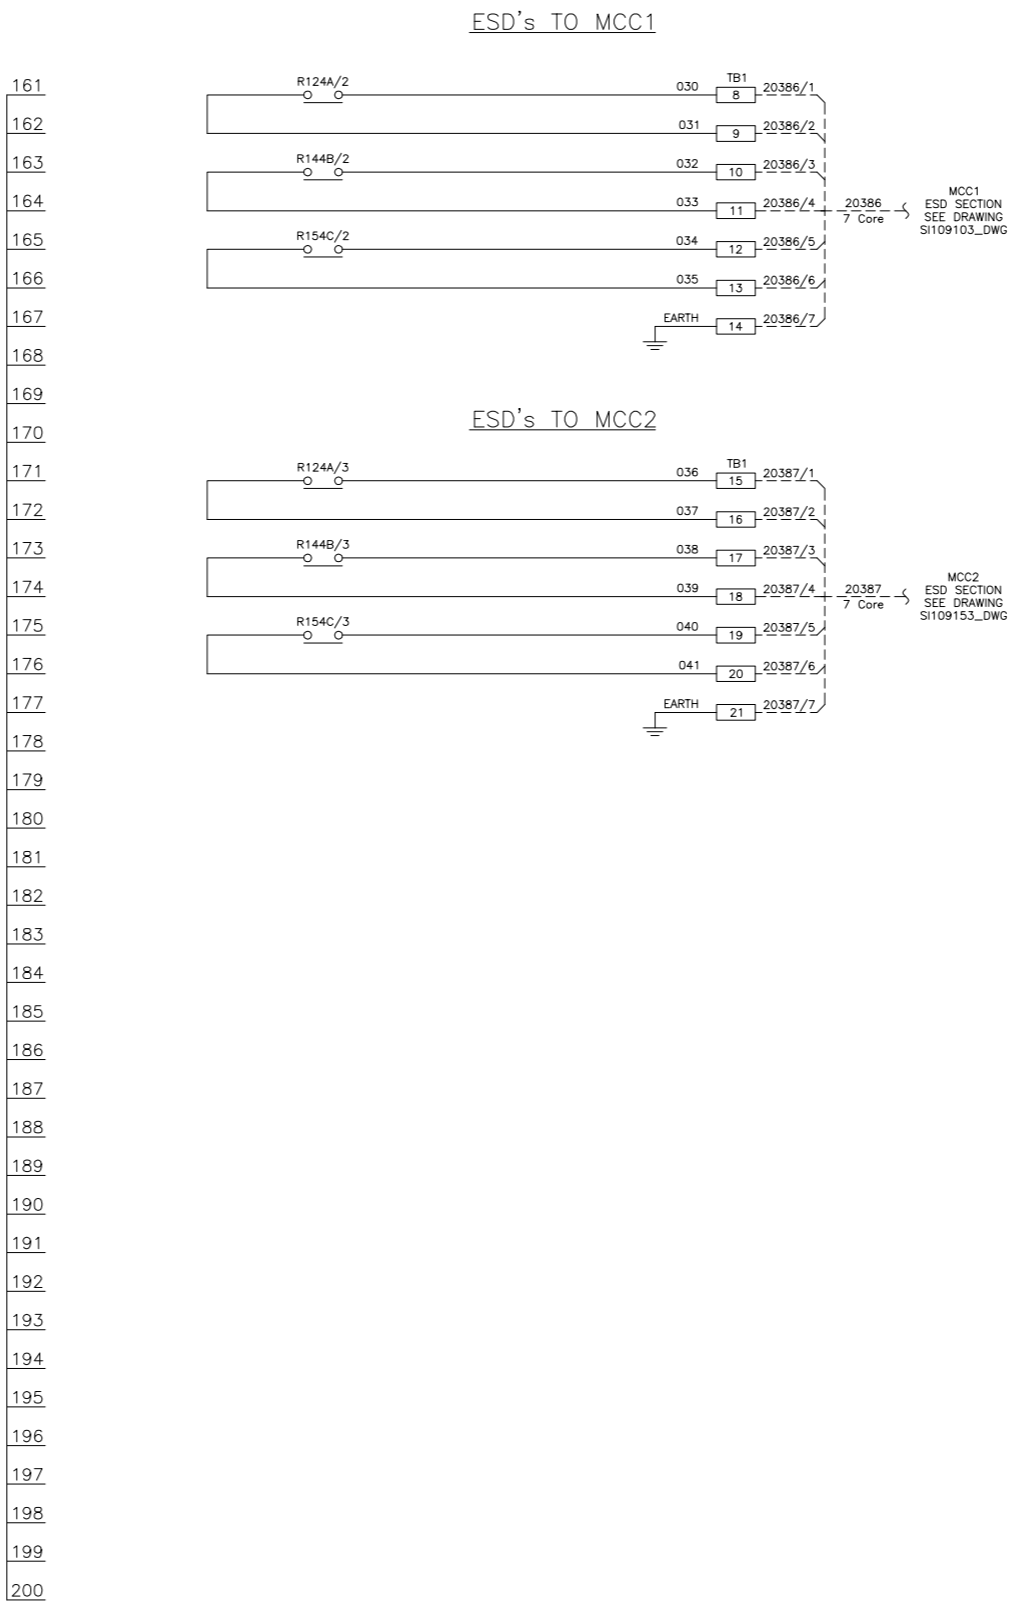 ESD's TO MCC1
161 R124A/2 030 TB1 8 20386/1
162 031 9 20386/2
163 R144B/2 032 10 20386/3
164 033 11 20386/4 20386 7 Core
MCC1
ESD SECTION
SEE DRAWING
SI109103_DWG
165 R154C/2 034 12 20386/5
166 035 13 20386/6
167 EARTH 14 20386/7
168
169
ESD's TO MCC2
170
171 R124A/3 036 TB1 15 20387/1
172 037 16 20387/2
173 R144B/3 038 17 20387/3
174 039 18 20387/4 20387 7 Core
MCC2
ESD SECTION
SEE DRAWING
SI109153_DWG
175 R154C/3 040 19 20387/5
176 041 20 20387/6
177 EARTH 21 20387/7
178
179
180
181
182
183
184
185
186
187
188
189
190
191
192
193
194
195
196
197
198
199
200